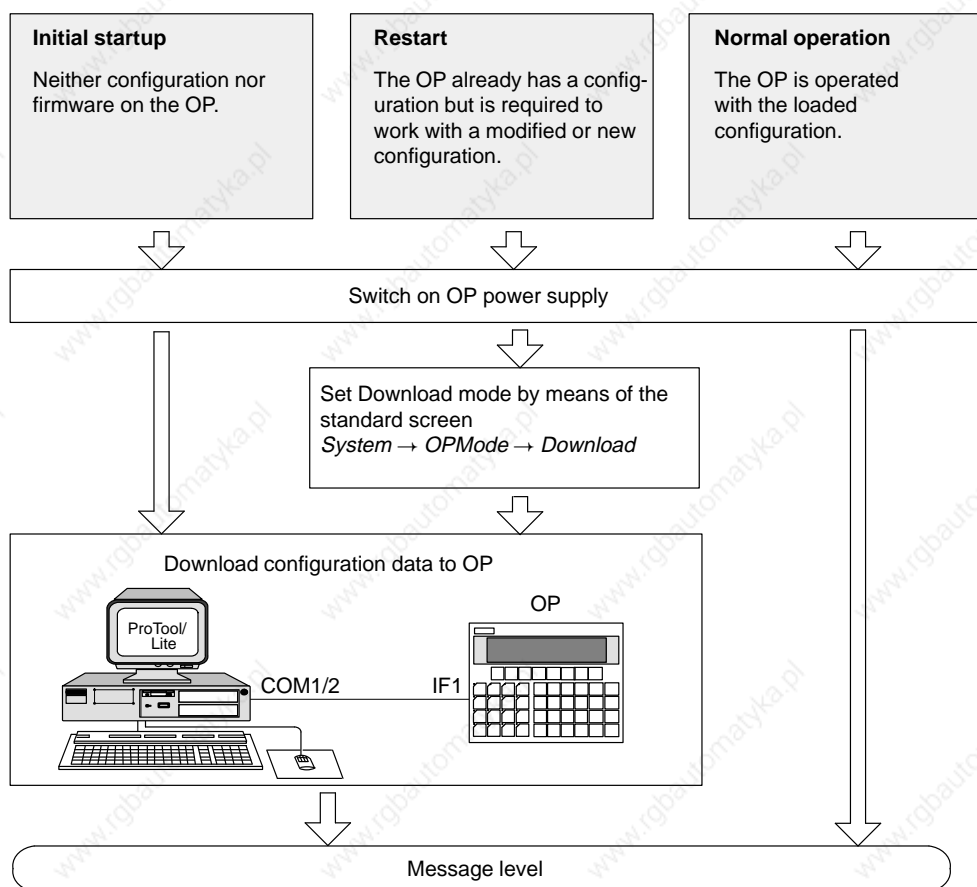 Initial startup
Neither configuration nor
firmware on the OP.
Restart
The OP already has a config-
uration but is required to
work with a modified or new
configuration.
Normal operation
The OP is operated
with the loaded
configuration.
Switch on OP power supply
Set Download mode by means of the
standard screen
System → OPMode → Download
Download configuration data to OP
ProTool/
Lite
COM1/2
IF1
OP
Message level
www.rgbautomatyka.pl